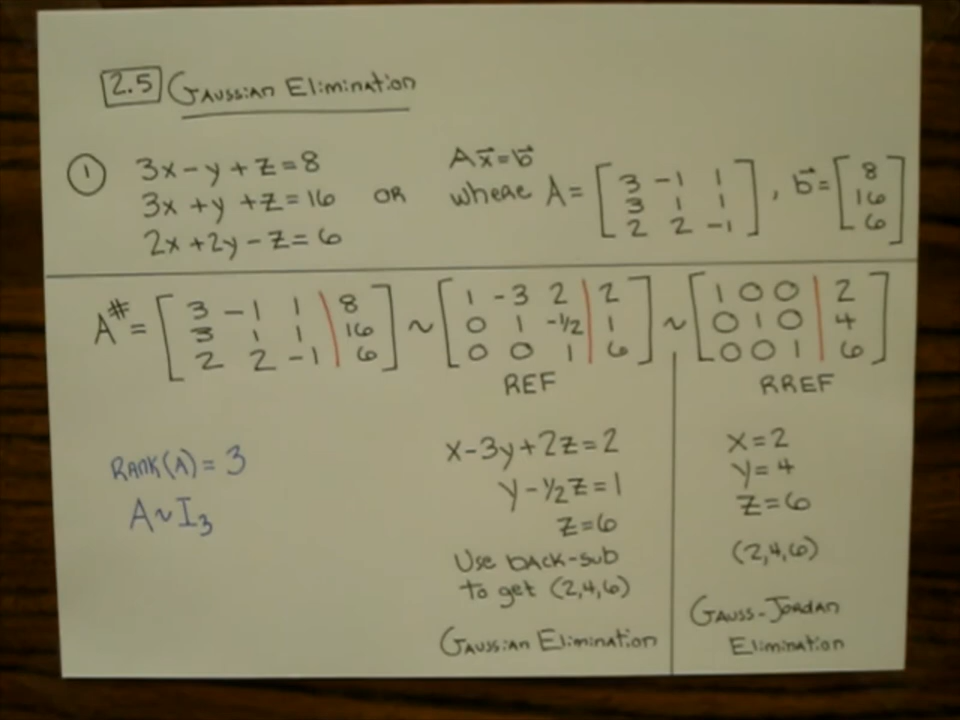 2.5 Gaussian Elimination
① 3x - y + z = 8
3x + y + z = 16 OR
2x + 2y - z = 6
Ax⃗ = b⃗
where A = [3 -1 1; 3 1 1; 2 2 -1], b⃗ = [8; 16; 6]
A# = [3 -1 1 | 8; 3 1 1 | 16; 2 2 -1 | 6] ~ [1 -3 2 | 2; 0 1 -1/2 | 1; 0 0 1 | 6] ~ [1 0 0 | 2; 0 1 0 | 4; 0 0 1 | 6]
REF
RREF
Rank(A) = 3
A ~ I₃
x - 3y + 2z = 2
y - 1/2z = 1
z = 6
Use back-sub
to get (2,4,6)
Gaussian Elimination
x = 2
y = 4
z = 6
(2,4,6)
Gauss-Jordan
Elimination